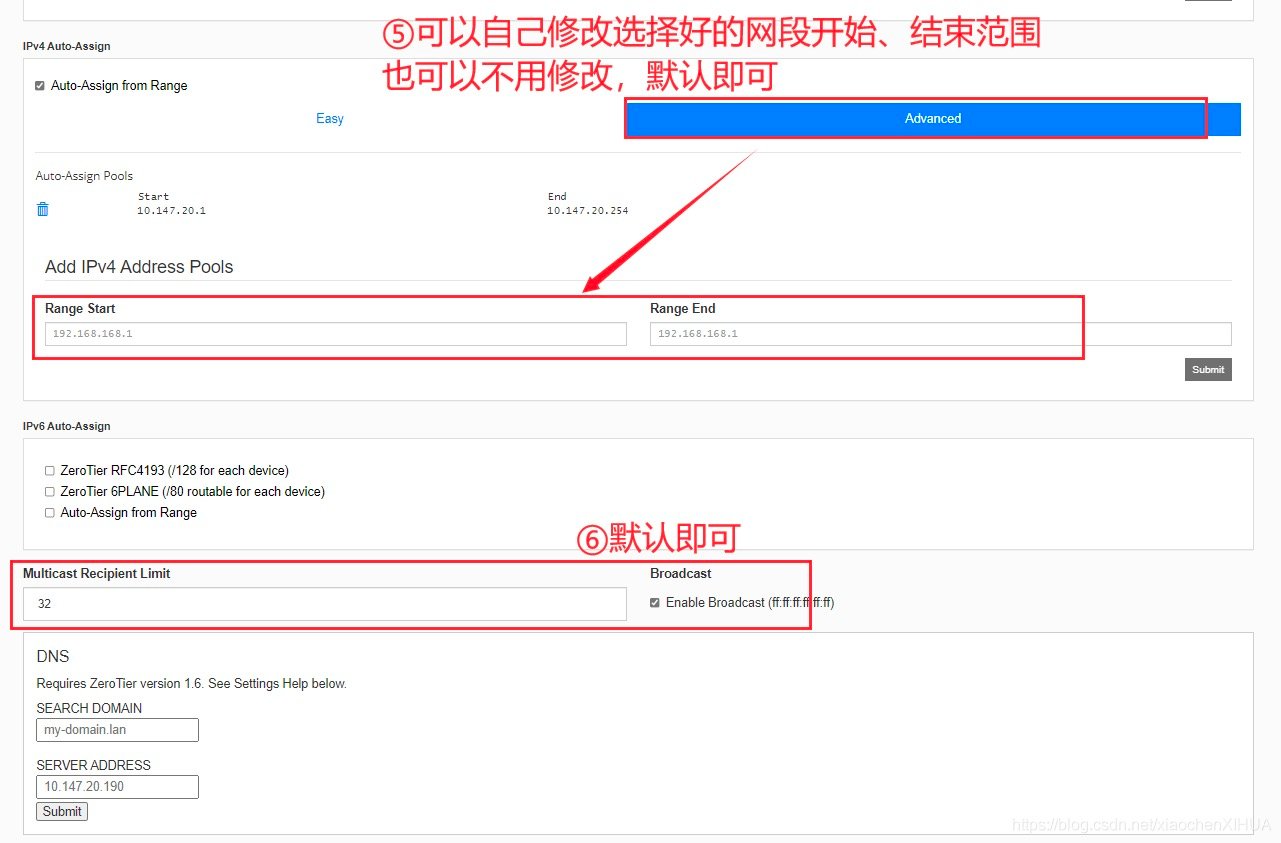 ⑤可以自己修改选择好的网段开始、结束范围
IPv4 Auto-Assign
也可以不用修改，默认即可
Auto-Assign from Range
Easy
Advanced
Auto-Assign Pools
Start
End
10.147.20.1
10.147.20.254
Add IPv4 Address Pools
Range Start
Range End
192.168.168.1
192.168.168.1
Submit
IPv6 Auto-Assign
ZeroTier RFC4193 (/128 for each device)
ZeroTier 6PLANE (/80 routable for each device)
Auto-Assign from Range
⑥默认即可
Multicast Recipient Limit
Broadcast
32
Enable Broadcast (ff:ff:ff:ff:ff:ff)
DNS
Requires ZeroTier version 1.6. See Settings Help below.
SEARCH DOMAIN
my-domain.lan
SERVER ADDRESS
10.147.20.190
Submit
https://blog.csdn.net/xiaochenXIHUA